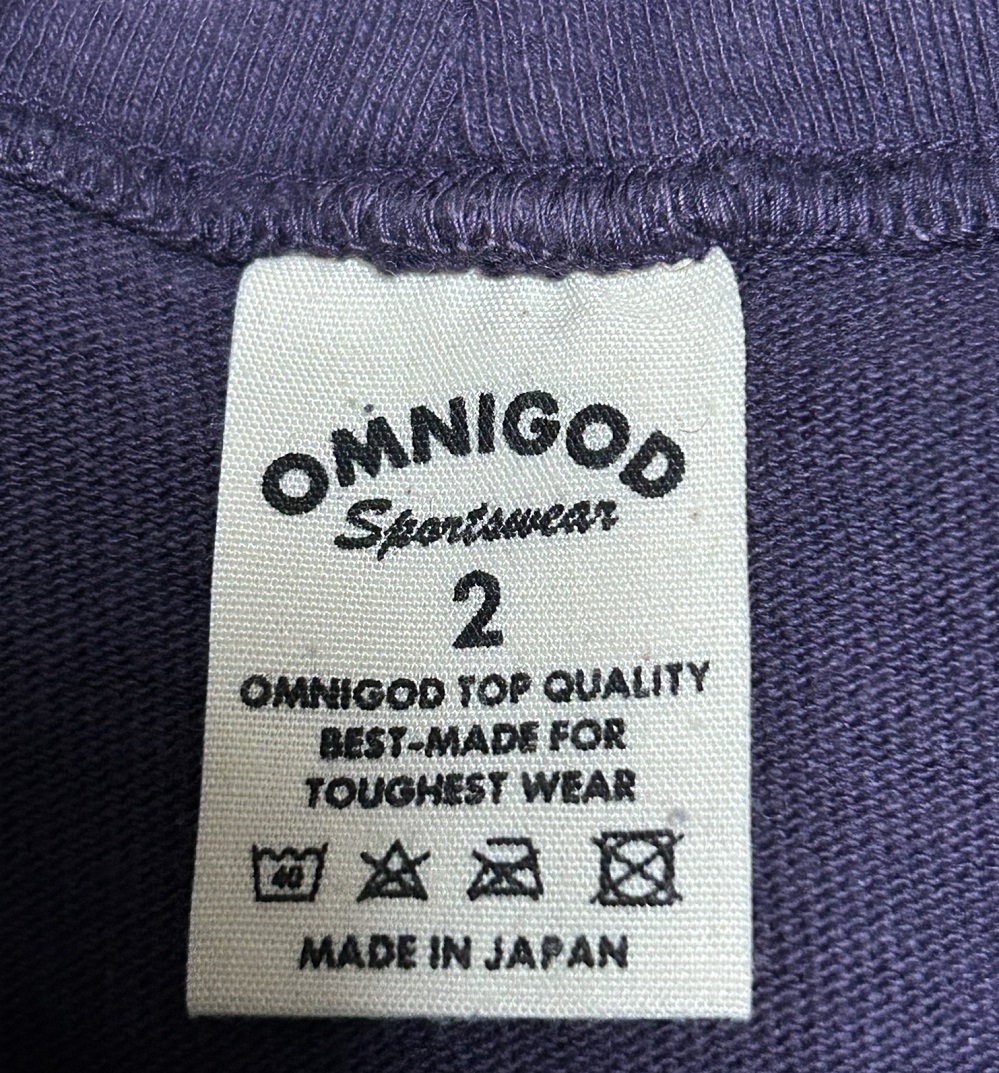 OMNIGOD
Sportswear
2
OMNIGOD TOP QUALITY
BEST-MADE FOR
TOUGHEST WEAR
40
MADE IN JAPAN